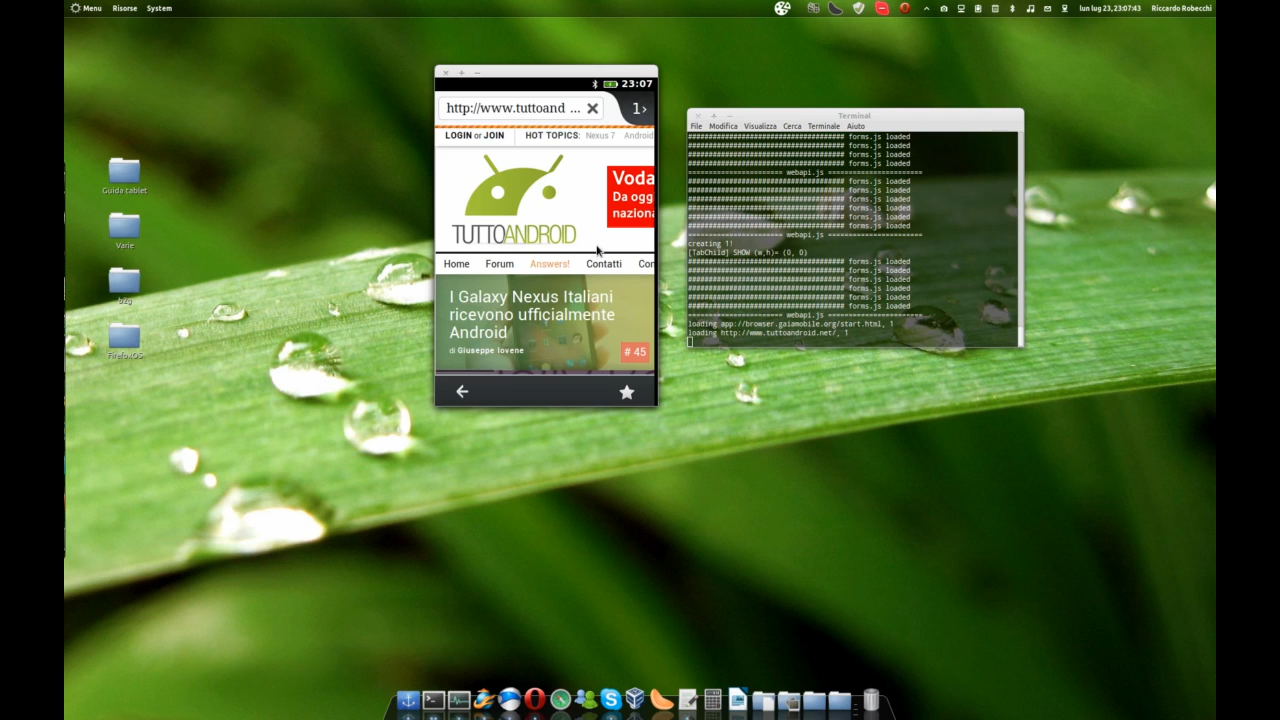 Menu Risorse System
lun lug 23, 23:07:43 Riccardo Robecchi
Guida tablet
Varie
b2g
FirefoxOS
23:07
http://www.tuttoand ...
1›
LOGIN or JOIN HOT TOPICS: Nexus 7 Android
Voda
Da ogg
naziona
TUTTOANDROID
Home Forum Answers! Contatti Con
I Galaxy Nexus Italiani
ricevono ufficialmente
Android
di Giuseppe Iovene
# 45
Terminal
File Modifica Visualizza Cerca Terminale Aiuto
##################################### forms.js loaded
##################################### forms.js loaded
##################################### forms.js loaded
##################################### forms.js loaded
======================= webapi.js =======================
##################################### forms.js loaded
##################################### forms.js loaded
##################################### forms.js loaded
##################################### forms.js loaded
##################################### forms.js loaded
##################################### forms.js loaded
======================= webapi.js =======================
creating 1!
[TabChild] SHOW (w,h)= (0, 0)
##################################### forms.js loaded
##################################### forms.js loaded
##################################### forms.js loaded
##################################### forms.js loaded
##################################### forms.js loaded
##################################### forms.js loaded
======================= webapi.js =======================
loading app://browser.gaiamobile.org/start.html, 1
loading http://www.tuttoandroid.net/, 1